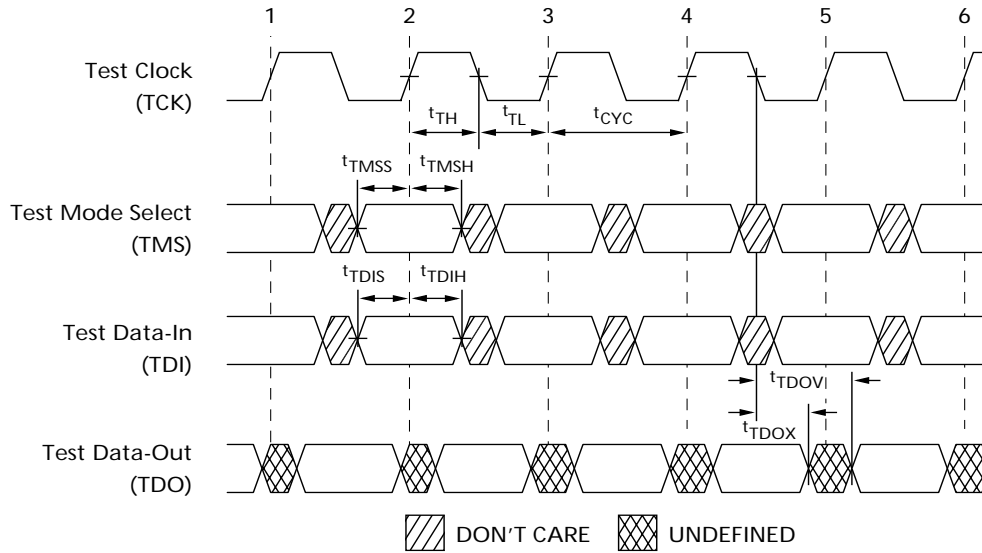 1 2 3 4 5 6
Test Clock
(TCK)
tTH tTL tCYC
tTMSS tTMSH
Test Mode Select
(TMS)
tTDIS tTDIH
Test Data-In
(TDI)
tTDOV
tTDOX
Test Data-Out
(TDO)
DON'T CARE UNDEFINED